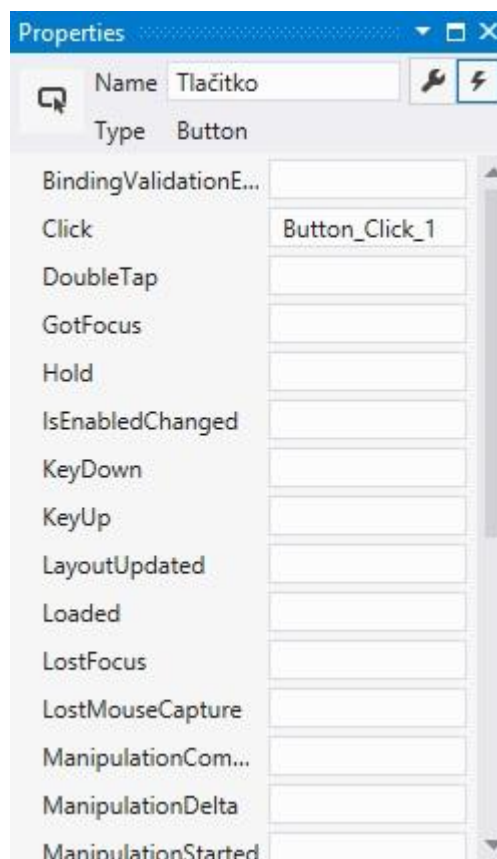 Properties
Name Tlačitko
Type Button
BindingValidationE...
Click Button_Click_1
DoubleTap
GotFocus
Hold
IsEnabledChanged
KeyDown
KeyUp
LayoutUpdated
Loaded
LostFocus
LostMouseCapture
ManipulationCom...
ManipulationDelta
ManipulationStarted